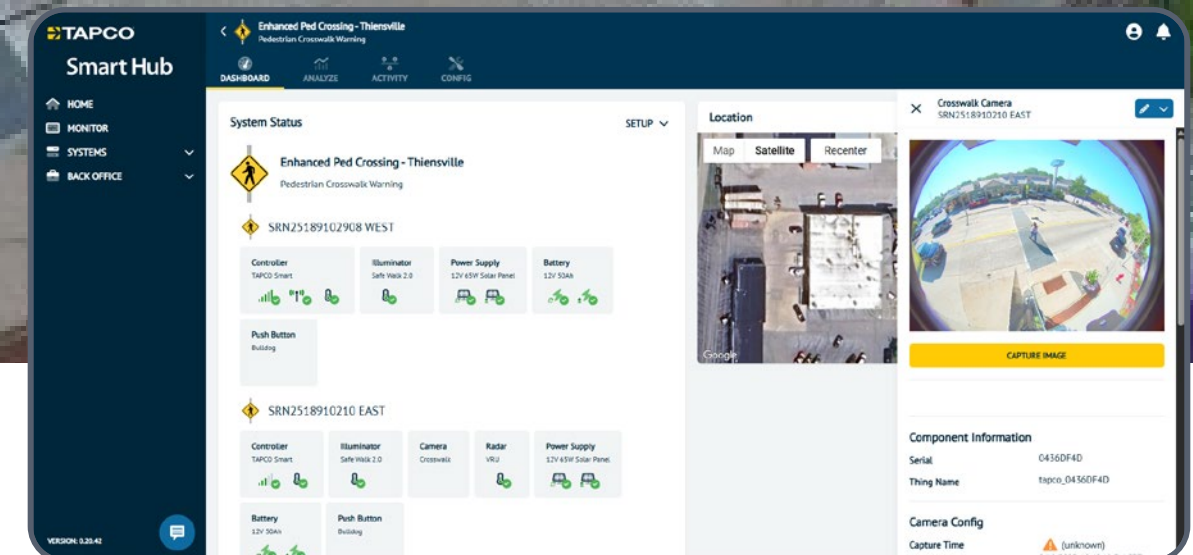 TAPCO
Smart Hub
HOME
MONITOR
SYSTEMS
BACK OFFICE
VERSION: 0.20.42
Enhanced Ped Crossing - Thiensville
Pedestrian Crosswalk Warning
DASHBOARD
ANALYZE
ACTIVITY
CONFIG
System Status
SETUP
Enhanced Ped Crossing - Thiensville
Pedestrian Crosswalk Warning
SRN25189102908 WEST
Controller
TAPCO Smart
Illuminator
Safe Walk 2.0
Power Supply
12V 65W Solar Panel
Battery
12V 50Ah
Push Button
Bulldog
SRN2518910210 EAST
Controller
TAPCO Smart
Illuminator
Safe Walk 2.0
Camera
Crosswalk
Radar
VRU
Power Supply
12V 65W Solar Panel
Battery
12V 50Ah
Push Button
Bulldog
Location
Map
Satellite
Recenter
Google
Crosswalk Camera
SRN2518910210 EAST
CAPTURE IMAGE
Component Information
Serial
0436DF4D
Thing Name
tapco_0436DF4D
Camera Config
Capture Time
(unknown)